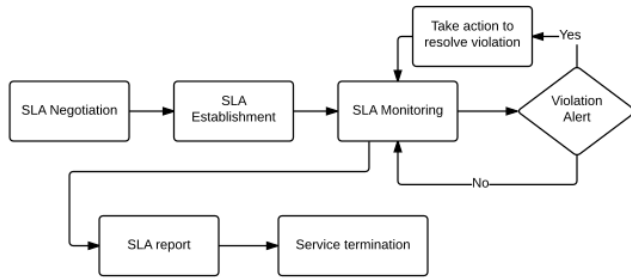 Take action to
resolve violation
Yes
SLA Negotiation
SLA
Establishment
SLA Monitoring
Violation
Alert
No
SLA report
Service termination